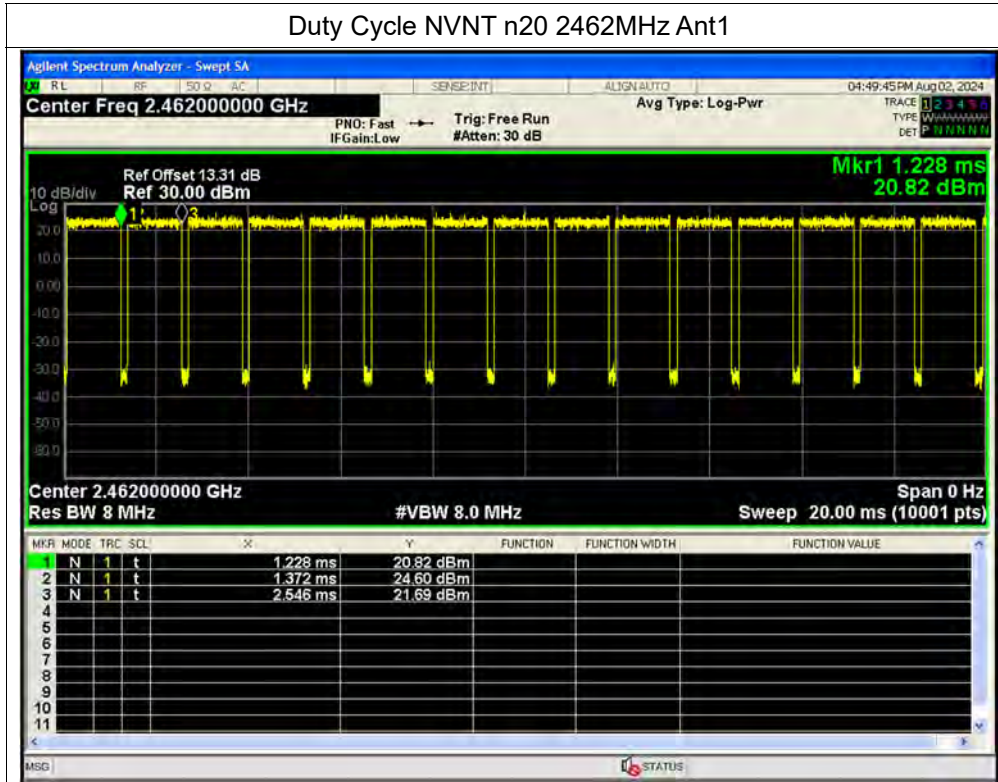 Duty Cycle NVNT n20 2462MHz Ant1
Agilent Spectrum Analyzer - Swept SA
RL RF 50 Ω AC SENSE:INT ALIGN AUTO 04:49:45 PM Aug 02, 2024
Center Freq 2.462000000 GHz
Avg Type: Log-Pwr
TRACE 1 2 3 4 5 6
PNO: Fast
Trig: Free Run
TYPE W
IFGain:Low
#Atten: 30 dB
DET P N N N N N
Mkr1 1.228 ms
20.82 dBm
Ref Offset 13.31 dB
10 dB/div Ref 30.00 dBm
Log
1 3
20.0
10.0
0.00
-10.0
-20.0
-30.0
-40.0
-50.0
-60.0
Center 2.462000000 GHz Span 0 Hz
Res BW 8 MHz #VBW 8.0 MHz Sweep 20.00 ms (10001 pts)
MKR MODE TRC SCL X Y FUNCTION FUNCTION WIDTH FUNCTION VALUE
1 N 1 t 1.228 ms 20.82 dBm
2 N 1 t 1.372 ms 24.60 dBm
3 N 1 t 2.546 ms 21.69 dBm
4
5
6
7
8
9
10
11
MSG STATUS